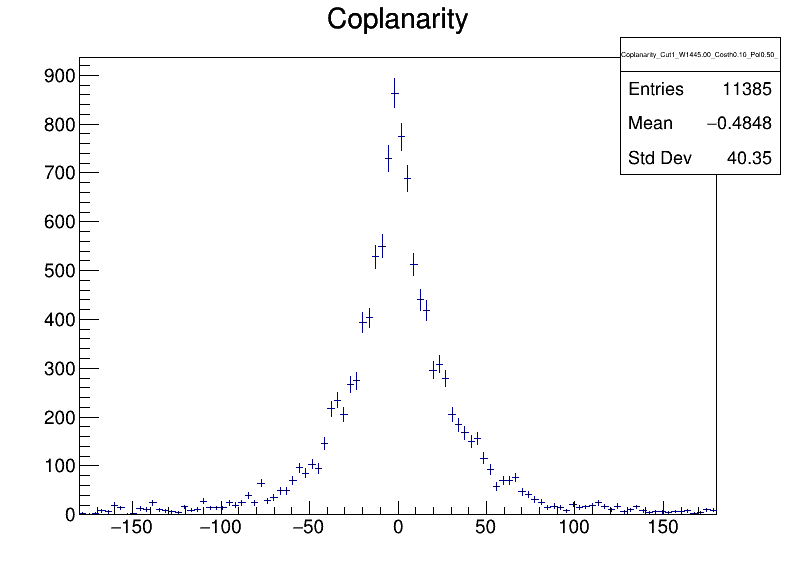 Coplanarity
Coplanarity_Cut1_W1445.00_Costh0.10_Pol0.50_
Entries 11385
Mean −0.4848
Std Dev 40.35
900
800
700
600
500
400
300
200
100
0
−150 −100 −50 0 50 100 150